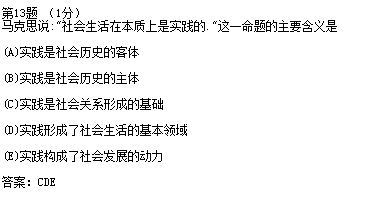 第13题 （1分）
马克思说:"社会生活在本质上是实践的."这一命题的主要含义是
(A)实践是社会历史的客体
(B)实践是社会历史的主体
(C)实践是社会关系形成的基础
(D)实践形成了社会生活的基本领域
(E)实践构成了社会发展的动力
答案: CDE